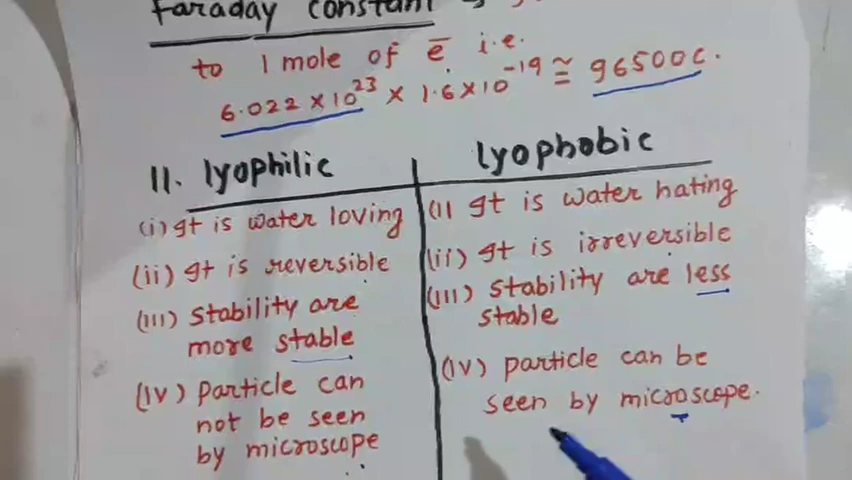 Faraday constant
to 1 mole of e̅ i.e.
6.022 × 10²³ × 1.6×10⁻¹⁹ ≅ 96500C.
11. lyophilic
lyophobic
(i) It is water loving
(ii) It is reversible
(iii) Stability are
more stable
(iv) Particle can
not be seen
by microscope
(i) It is water hating
(ii) It is irreversible
(iii) Stability are less
stable
(iv) particle can be
seen by microscope.